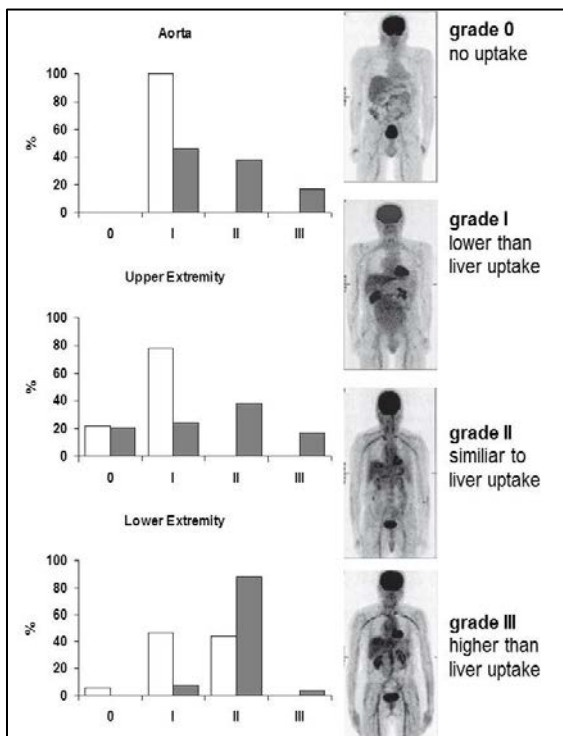 Aorta
100
80
60
40
20
0
%
0 I II III
Upper Extremity
100
80
60
40
20
0
%
0 I II III
Lower Extremity
100
80
60
40
20
0
%
0 I II III
grade 0
no uptake
grade I
lower than
liver uptake
grade II
similiar to
liver uptake
grade III
higher than
liver uptake